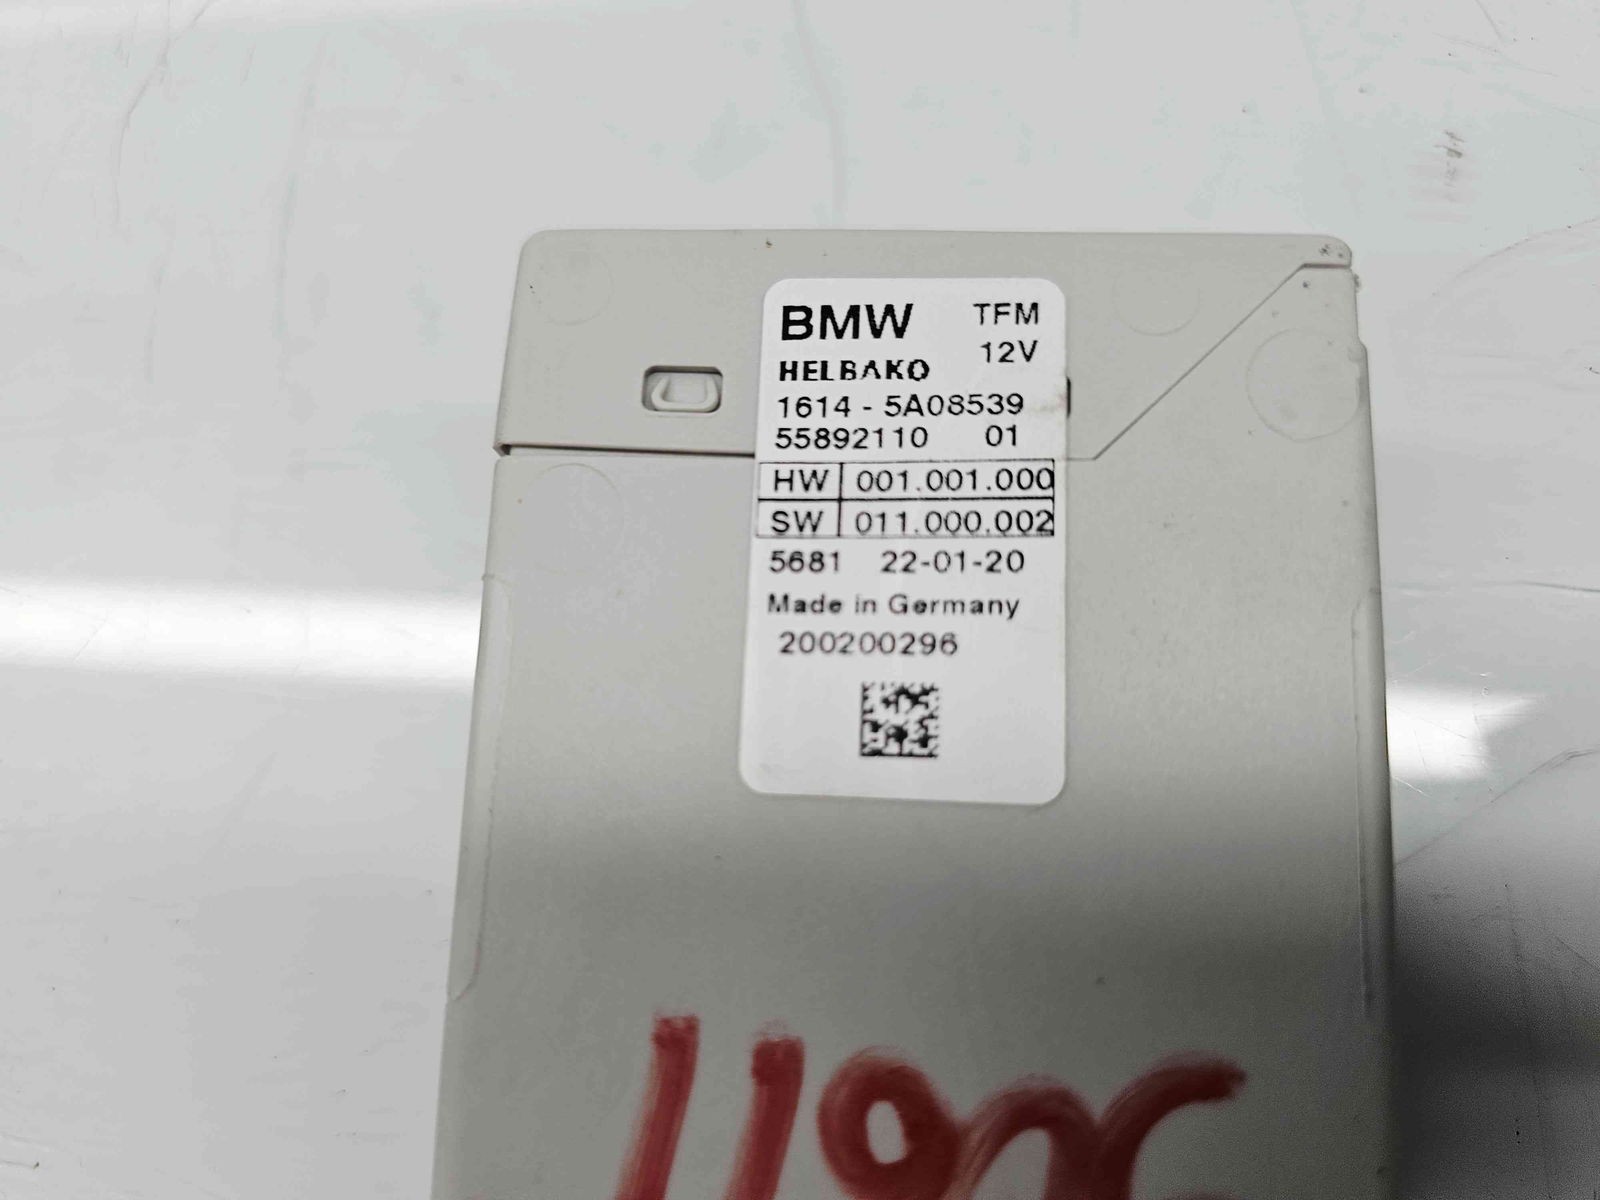 BMW TFM
12V
HELBAKO
1614 - 5A08539
55892110 01
HW 001.001.000
SW 011.000.002
5681 22-01-20
Made in Germany
200200296